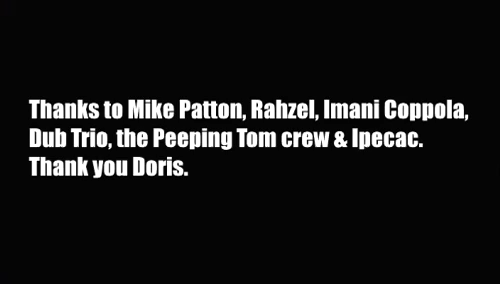 Thanks to Mike Patton, Rahzel, Imani Coppola,
Dub Trio, the Peeping Tom crew & Ipecac.
Thank you Doris.